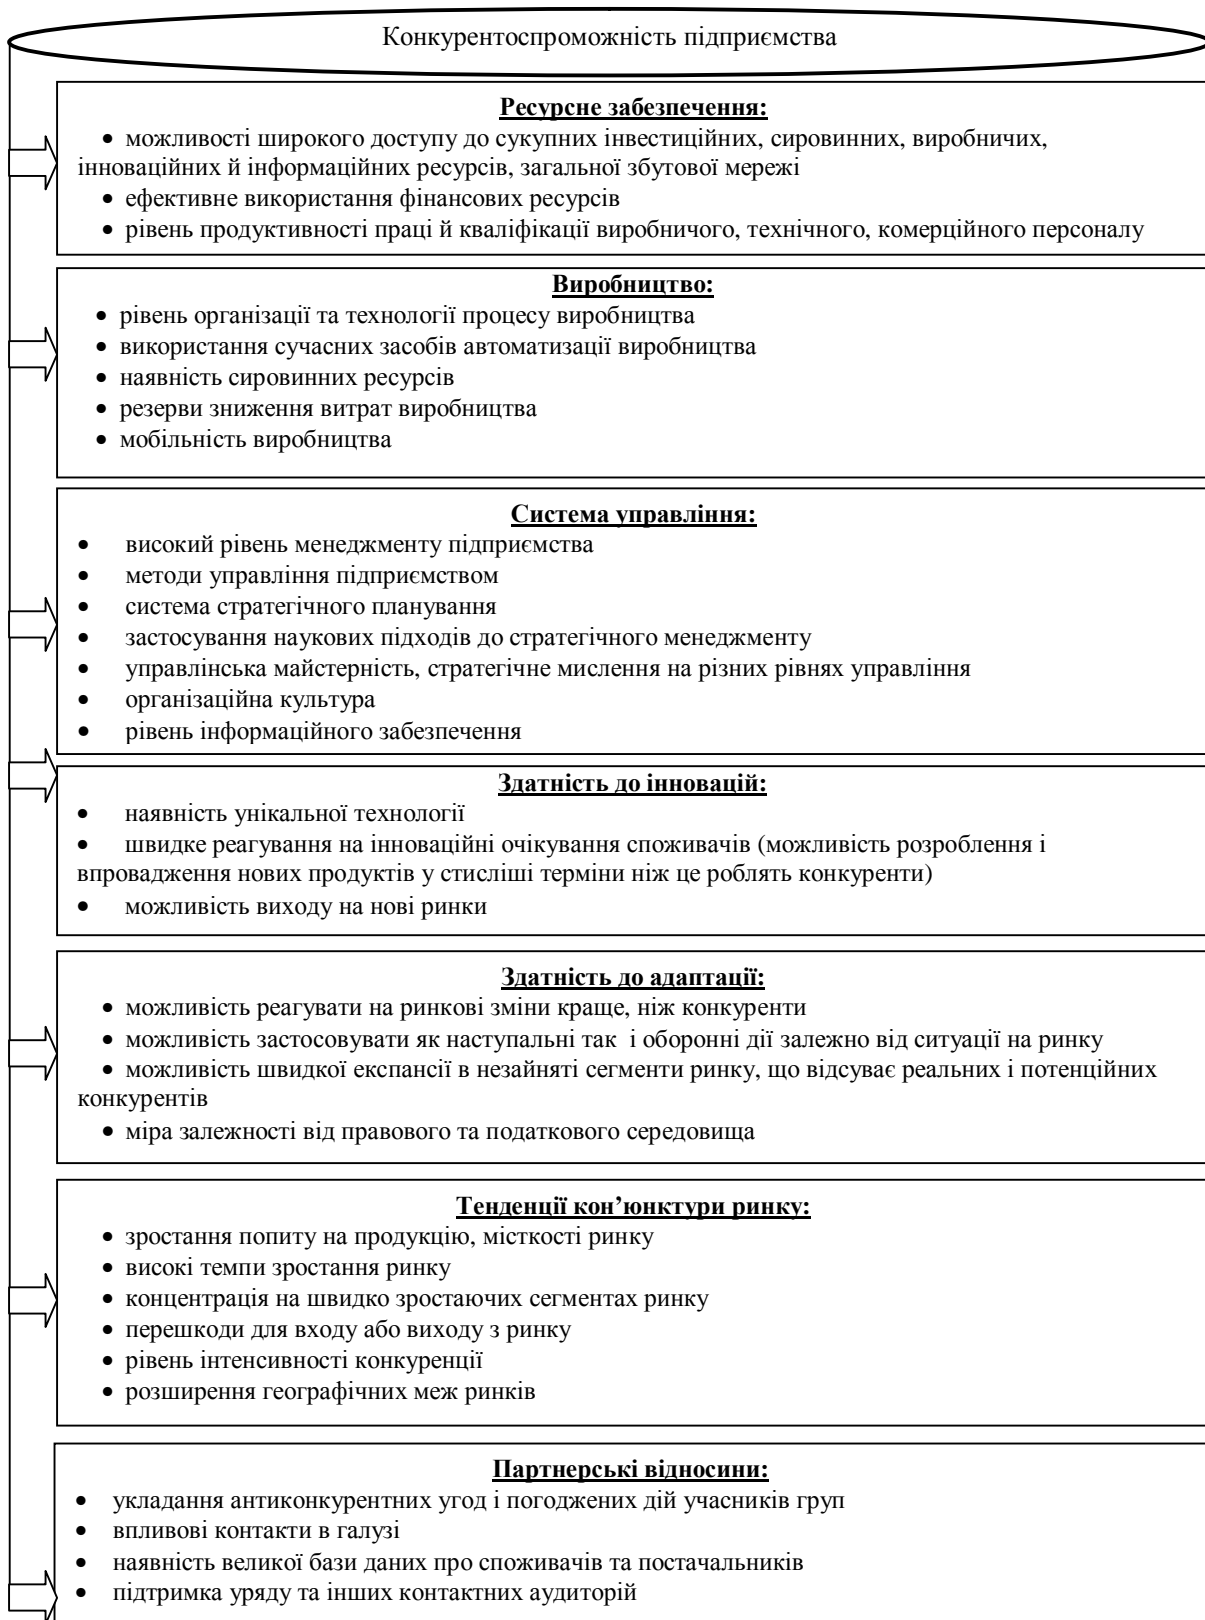 Конкурентоспроможність підприємства
Ресурсне забезпечення:
• можливості широкого доступу до сукупних інвестиційних, сировинних, виробничих,
інноваційних й інформаційних ресурсів, загальної збутової мережі
• ефективне використання фінансових ресурсів
• рівень продуктивності праці й кваліфікації виробничого, технічного, комерційного персоналу
Виробництво:
• рівень організації та технології процесу виробництва
• використання сучасних засобів автоматизації виробництва
• наявність сировинних ресурсів
• резерви зниження витрат виробництва
• мобільність виробництва
Система управління:
• високий рівень менеджменту підприємства
• методи управління підприємством
• система стратегічного планування
• застосування наукових підходів до стратегічного менеджменту
• управлінська майстерність, стратегічне мислення на різних рівнях управління
• організаційна культура
• рівень інформаційного забезпечення
Здатність до інновацій:
• наявність унікальної технології
• швидке реагування на інноваційні очікування споживачів (можливість розроблення і
впровадження нових продуктів у стисліші терміни ніж це роблять конкуренти)
• можливість виходу на нові ринки
Здатність до адаптації:
• можливість реагувати на ринкові зміни краще, ніж конкуренти
• можливість застосовувати як наступальні так і оборонні дії залежно від ситуації на ринку
• можливість швидкої експансії в незайняті сегменти ринку, що відсуває реальних і потенційних
конкурентів
• міра залежності від правового та податкового середовища
Тенденції кон’юнктури ринку:
• зростання попиту на продукцію, місткості ринку
• високі темпи зростання ринку
• концентрація на швидко зростаючих сегментах ринку
• перешкоди для входу або виходу з ринку
• рівень інтенсивності конкуренції
• розширення географічних меж ринків
Партнерські відносини:
• укладання антиконкурентних угод і погоджених дій учасників груп
• впливові контакти в галузі
• наявність великої бази даних про споживачів та постачальників
• підтримка уряду та інших контактних аудиторій